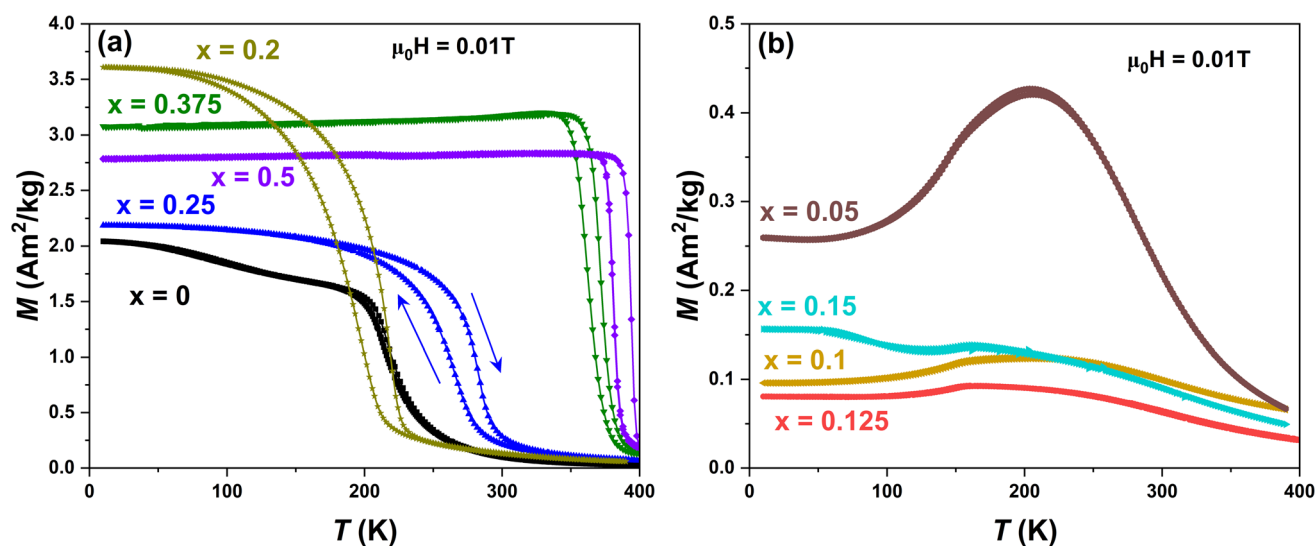 (a)
x = 0.2
μ0H = 0.01T
x = 0.375
x = 0.5
x = 0.25
x = 0
4.0
3.5
3.0
2.5
2.0
1.5
1.0
0.5
0.0
M (Am²/kg)
0 100 200 300 400
T (K)
(b)
μ0H = 0.01T
x = 0.05
x = 0.15
x = 0.1
x = 0.125
0.5
0.4
0.3
0.2
0.1
0.0
M (Am²/kg)
0 100 200 300 400
T (K)